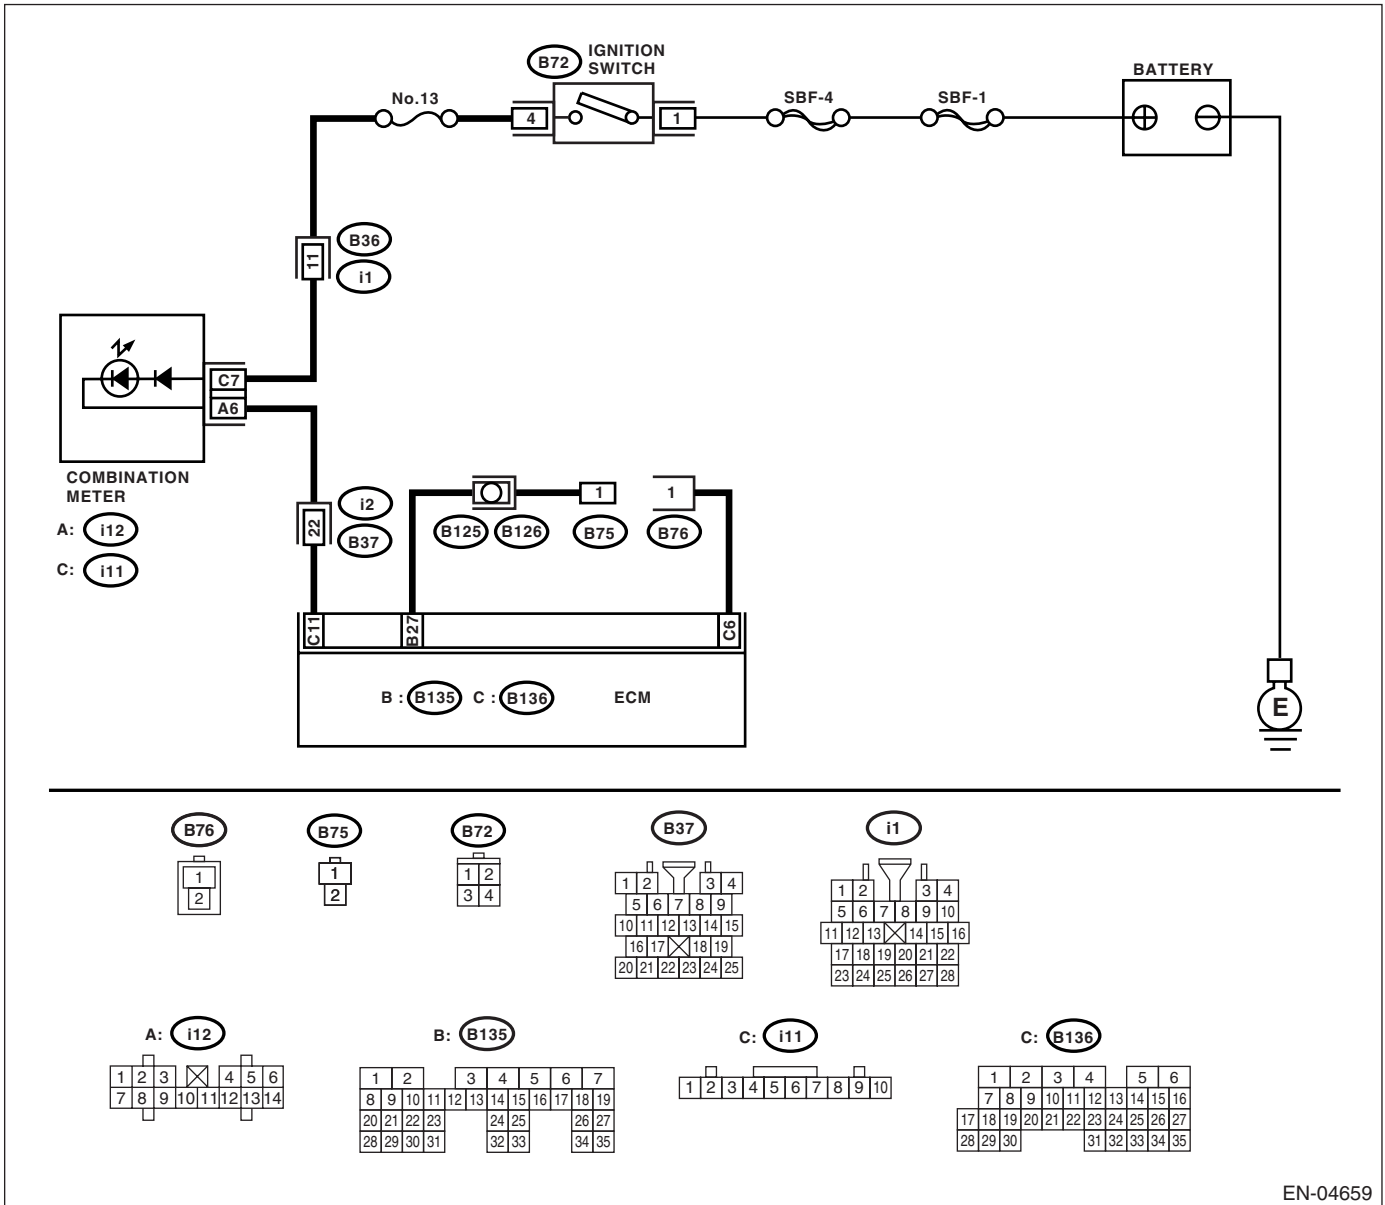 B72
IGNITION
SWITCH
BATTERY
No.13
4
1
SBF-4
SBF-1
11
B36
i1
C7
A6
COMBINATION
METER
A: i12
C: i11
22
i2
B37
1
1
B125
B126
B75
B76
C11
B27
C6
B : B135 C : B136 ECM
E
B76
1
2
B75
1
2
B72
1 2
3 4
B37
1 2 3 4
5 6 7 8 9
10 11 12 13 14 15
16 17 18 19
20 21 22 23 24 25
i1
1 2 3 4
5 6 7 8 9 10
11 12 13 14 15 16
17 18 19 20 21 22
23 24 25 26 27 28
A: i12
1 2 3 4 5 6
7 8 9 10 11 12 13 14
B: B135
1 2 3 4 5 6 7
8 9 10 11 12 13 14 15 16 17 18 19
20 21 22 23 24 25 26 27
28 29 30 31 32 33 34 35
C: i11
1 2 3 4 5 6 7 8 9 10
C: B136
1 2 3 4 5 6
7 8 9 10 11 12 13 14 15 16
17 18 19 20 21 22 23 24 25 26 27
28 29 30 31 32 33 34 35
EN-04659